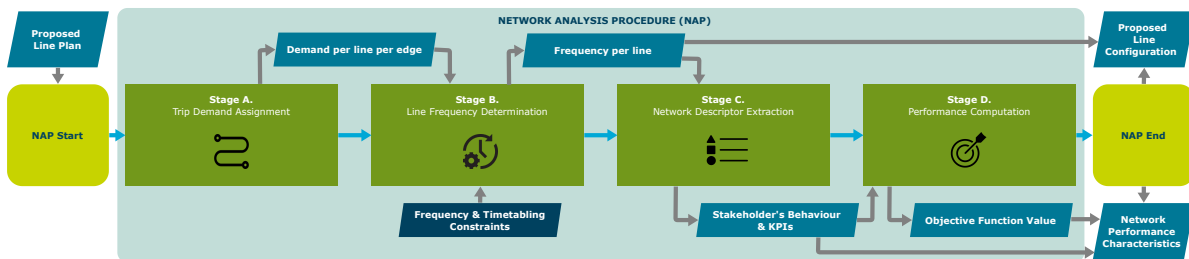 NETWORK ANALYSIS PROCEDURE (NAP)
Proposed
Line Plan
Demand per line per edge
Frequency per line
Proposed
Line
Configuration
NAP Start
Stage A.
Trip Demand Assignment
Stage B.
Line Frequency Determination
Stage C.
Network Descriptor Extraction
Stage D.
Performance Computation
NAP End
Frequency & Timetabling
Constraints
Stakeholder's Behaviour
& KPIs
Objective Function Value
Network
Performance
Characteristics